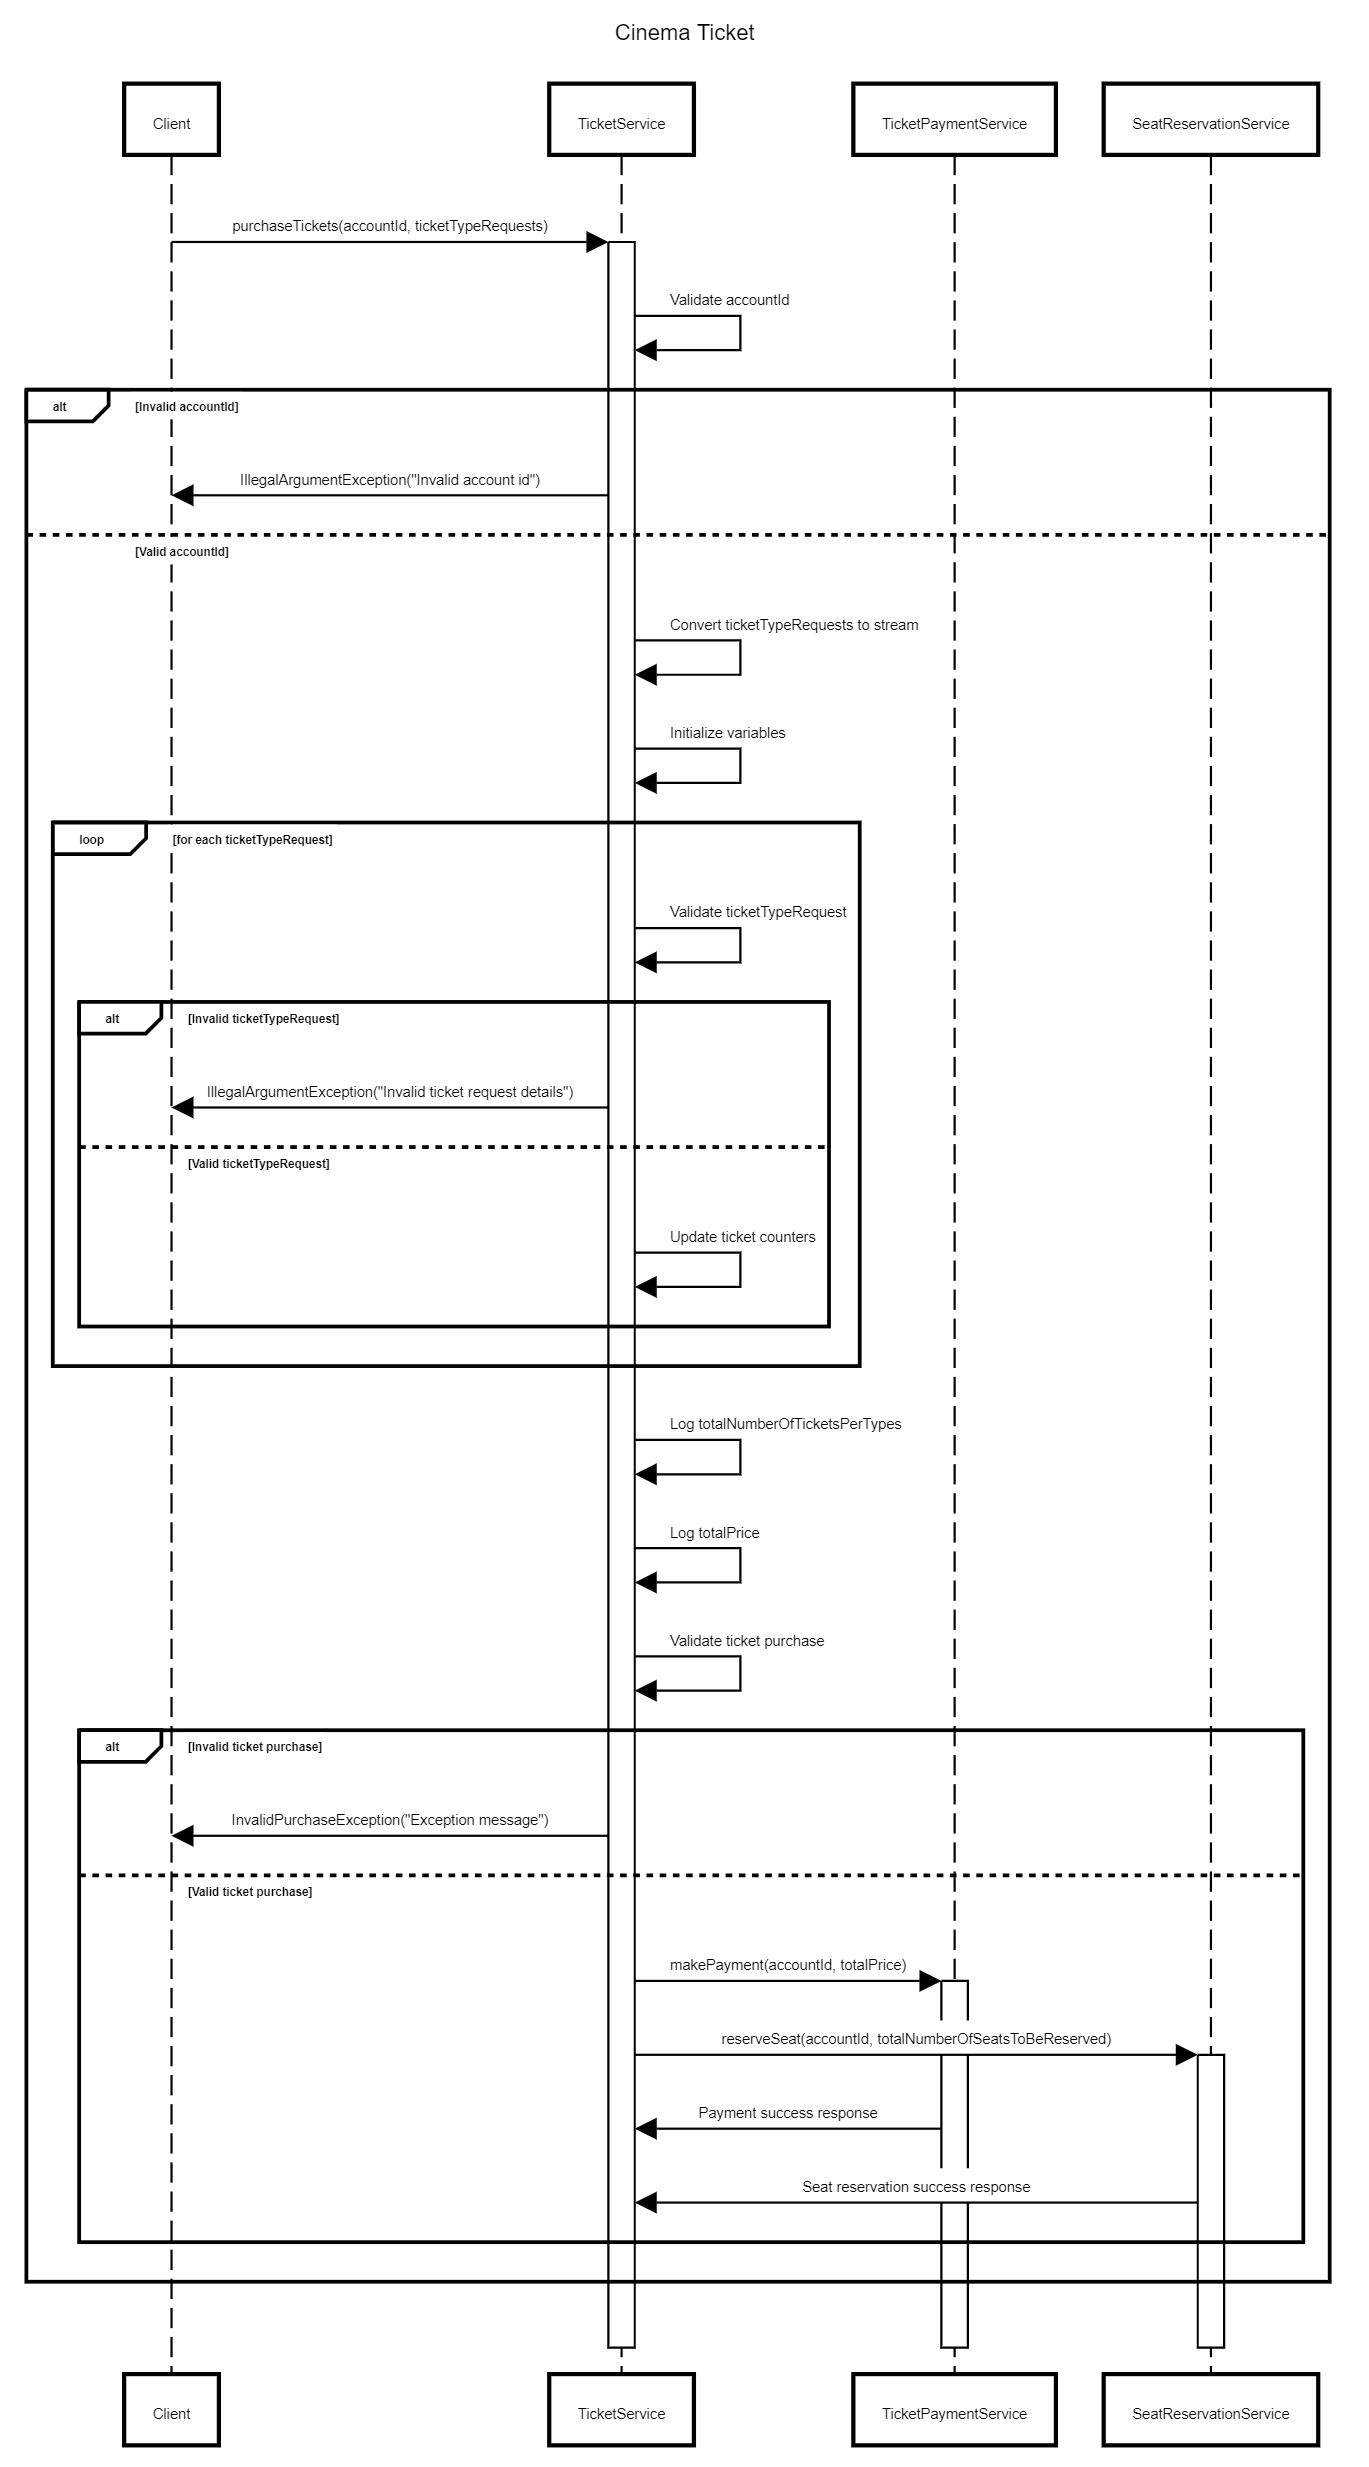 Cinema Ticket
Client
TicketService
TicketPaymentService
SeatReservationService
purchaseTickets(accountId, ticketTypeRequests)
Validate accountId
alt
[Invalid accountId]
IllegalArgumentException("Invalid account id")
[Valid accountId]
Convert ticketTypeRequests to stream
Initialize variables
loop
[for each ticketTypeRequest]
Validate ticketTypeRequest
alt
[Invalid ticketTypeRequest]
IllegalArgumentException("Invalid ticket request details")
[Valid ticketTypeRequest]
Update ticket counters
Log totalNumberOfTicketsPerTypes
Log totalPrice
Validate ticket purchase
alt
[Invalid ticket purchase]
InvalidPurchaseException("Exception message")
[Valid ticket purchase]
makePayment(accountId, totalPrice)
reserveSeat(accountId, totalNumberOfSeatsToBeReserved)
Payment success response
Seat reservation success response
Client
TicketService
TicketPaymentService
SeatReservationService